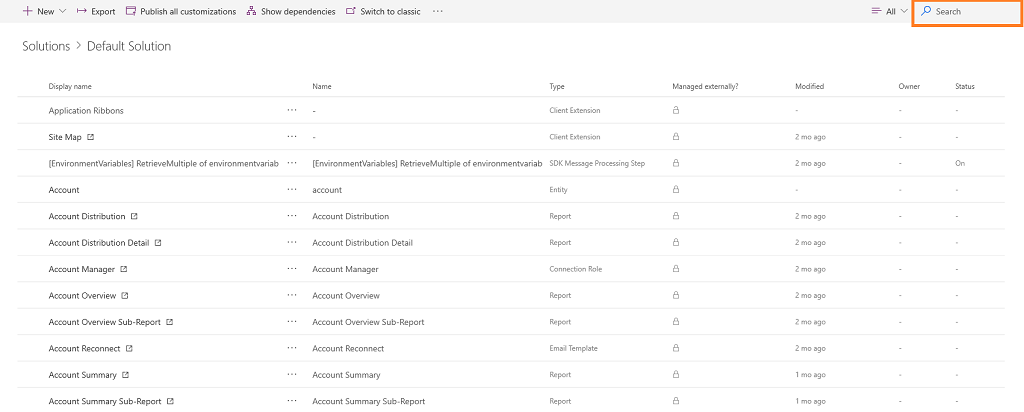 New Export Publish all customizations Show dependencies Switch to classic ··· All Search
Solutions > Default Solution
Display name Name Type Managed externally? Modified Owner Status
Application Ribbons ··· - Client Extension - - -
Site Map ··· - Client Extension 2 mo ago - -
[EnvironmentVariables] RetrieveMultiple of environmentvariab ··· [EnvironmentVariables] RetrieveMultiple of environmentvariab SDK Message Processing Step 2 mo ago - On
Account ··· account Entity - - -
Account Distribution ··· Account Distribution Report 2 mo ago - -
Account Distribution Detail ··· Account Distribution Detail Report 2 mo ago - -
Account Manager ··· Account Manager Connection Role 2 mo ago - -
Account Overview ··· Account Overview Report 2 mo ago - -
Account Overview Sub-Report ··· Account Overview Sub-Report Report 2 mo ago - -
Account Reconnect ··· Account Reconnect Email Template 2 mo ago - -
Account Summary ··· Account Summary Report 1 mo ago - -
Account Summary Sub-Report ··· Account Summary Sub-Report Report 1 mo ago - -